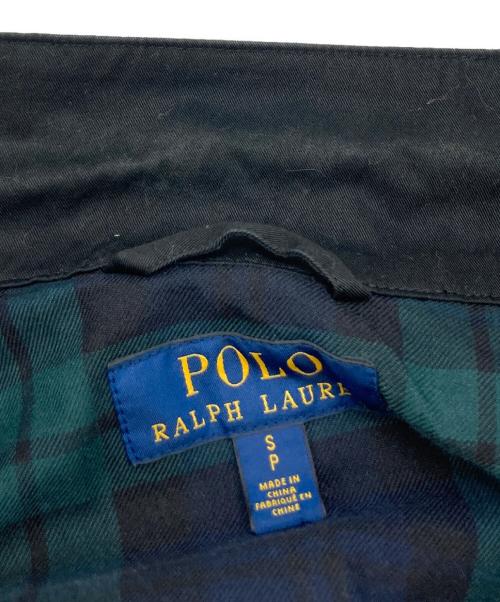 POLO
RALPH LAURE
S
P
MADE IN
CHINA
FABRIQUÉ EN
CHINE